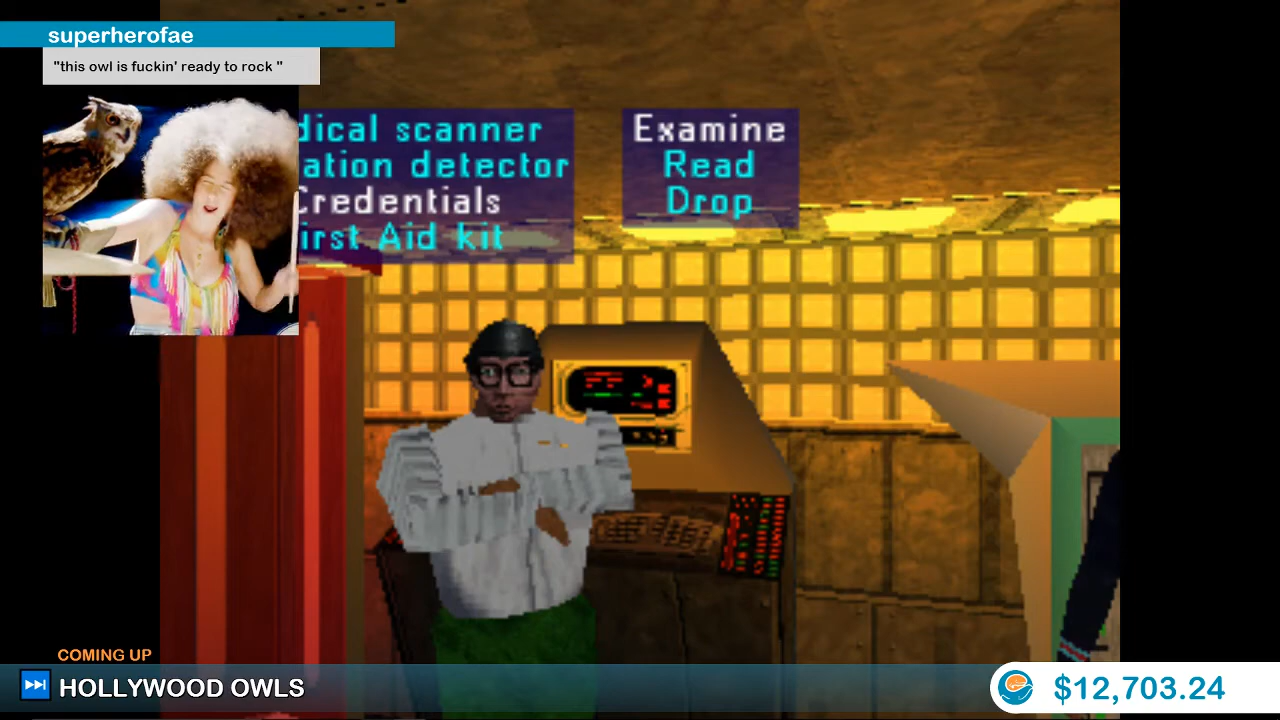 superherofae
"this owl is fuckin' ready to rock "
dical scanner
ation detector
Credentials
irst Aid kit
Examine
Read
Drop
COMING UP
HOLLYWOOD OWLS
$12,703.24